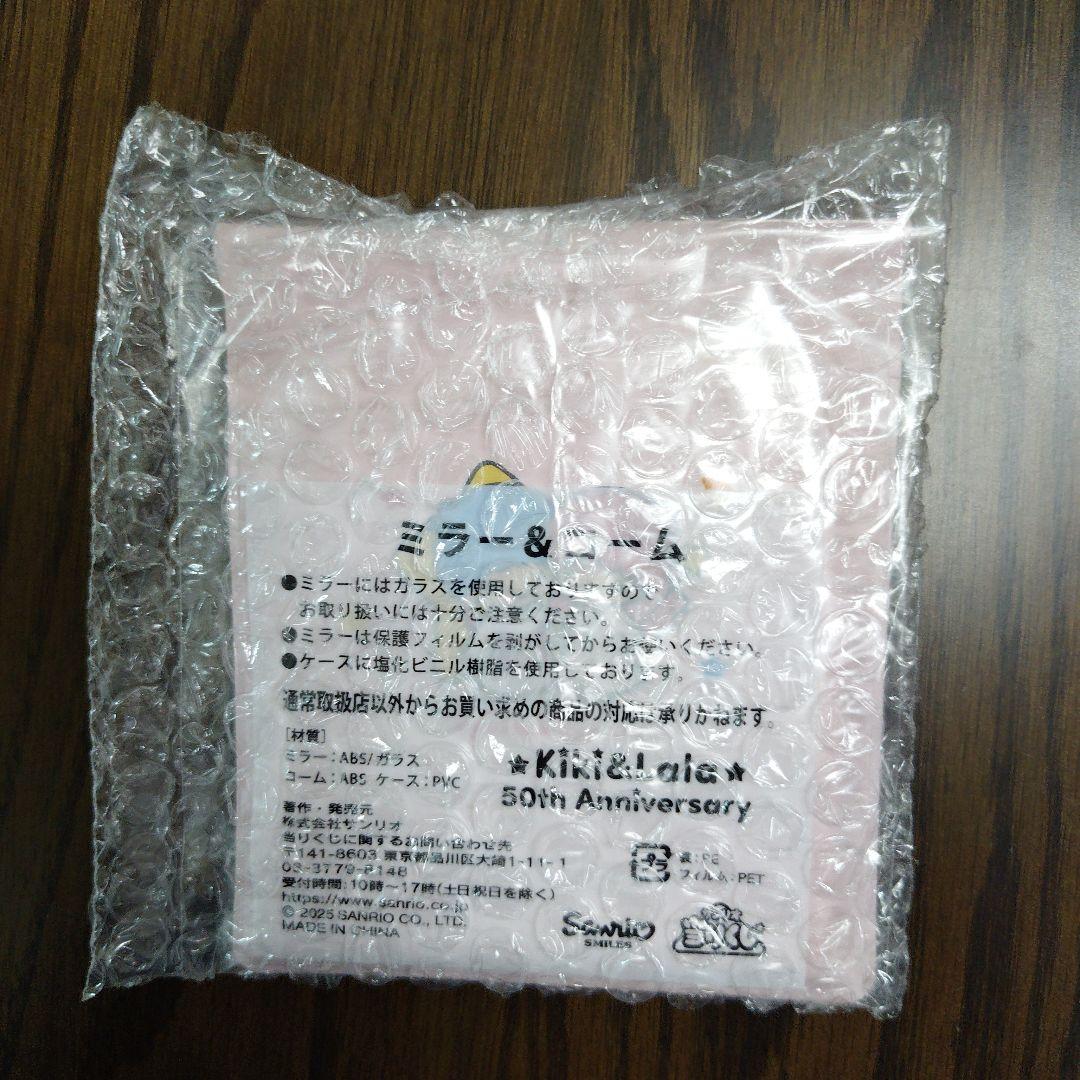 ミラー&コーム
●ミラーにはガラスを使用しておりますので
お取り扱いには十分ご注意ください。
●ミラーは保護フィルムを剥がしてからお使いください。
●ケースに塩化ビニル樹脂を使用しております。
通常取扱店以外からお買い求めの商品の対応は承りかねます。
[材質]
ミラー:ABS/ガラス
コーム:ABS ケース:PVC
★Kiki&Lala★
50th Anniversary
著作・発売元
株式会社サンリオ
当りくじに関するお問い合わせ先
〒141-8603 東京都品川区大崎1-11-1
03-3779-8148
受付時間:10時～17時(土日祝日を除く)
https://www.sanrio.co.jp
© 2025 SANRIO CO., LTD.
MADE IN CHINA
プラ
袋:PE
フィルム:PET
Sanrio
SMILES
当りくじ